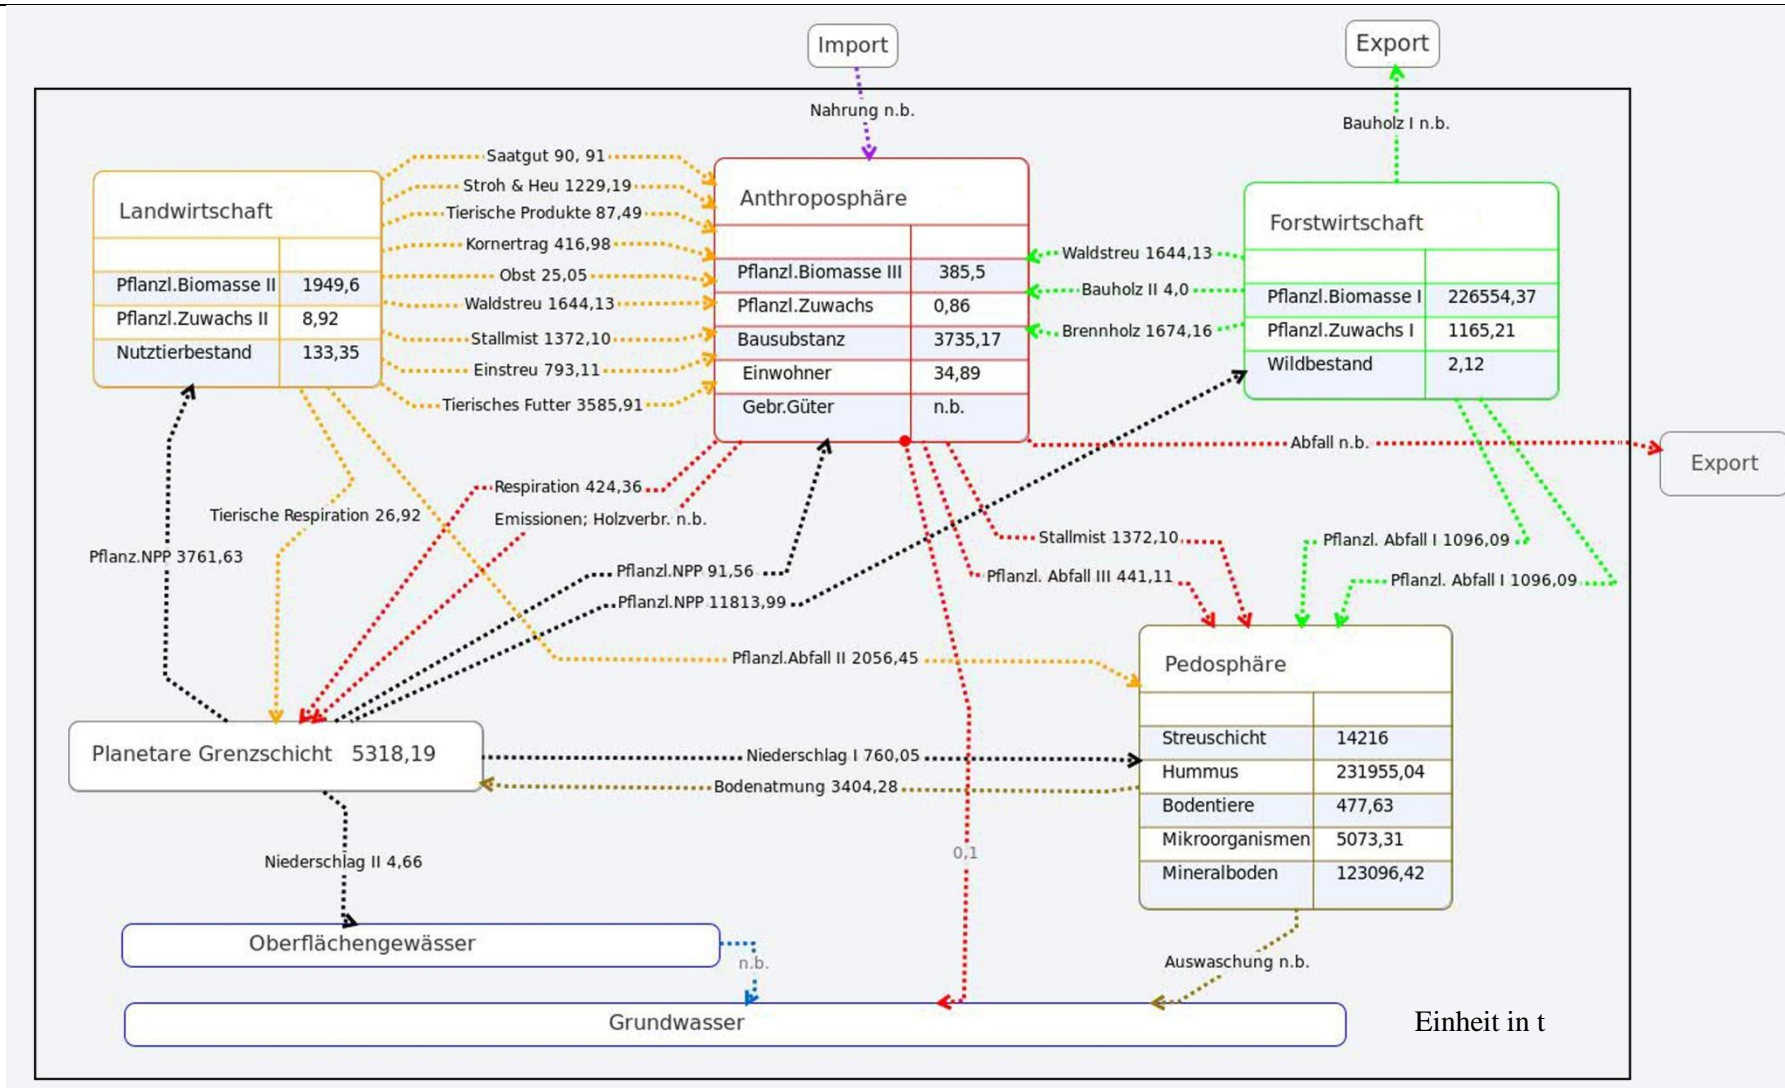 Import
Export
Nahrung n.b.
Bauholz I n.b.
Landwirtschaft
Pflanzl.Biomasse II 1949,6
Pflanzl.Zuwachs II 8,92
Nutztierbestand 133,35
Saatgut 90, 91
Stroh & Heu 1229,19
Tierische Produkte 87,49
Kornertrag 416,98
Obst 25,05
Waldstreu 1644,13
Stallmist 1372,10
Einstreu 793,11
Tierisches Futter 3585,91
Anthroposphäre
Pflanzl.Biomasse III 385,5
Pflanzl.Zuwachs 0,86
Bausubstanz 3735,17
Einwohner 34,89
Gebr.Güter n.b.
Waldstreu 1644,13
Bauholz II 4,0
Brennholz 1674,16
Forstwirtschaft
Pflanzl.Biomasse I 226554,37
Pflanzl.Zuwachs I 1165,21
Wildbestand 2,12
Abfall n.b.
Export
Respiration 424,36
Emissionen; Holzverbr. n.b.
Tierische Respiration 26,92
Pflanz.NPP 3761,63
Pflanzl.NPP 91,56
Pflanzl.NPP 11813,99
Stallmist 1372,10
Pflanzl. Abfall III 441,11
Pflanzl. Abfall I 1096,09
Pflanzl. Abfall I 1096,09
Pflanzl.Abfall II 2056,45
Planetare Grenzschicht 5318,19
Niederschlag I 760,05
Bodenatmung 3404,28
Pedosphäre
Streuschicht 14216
Hummus 231955,04
Bodentiere 477,63
Mikroorganismen 5073,31
Mineralboden 123096,42
0,1
Niederschlag II 4,66
Oberflächengewässer
n.b.
Auswaschung n.b.
Grundwasser
Einheit in t